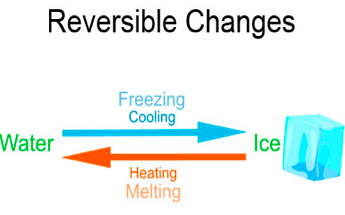 Reversible Changes
Freezing
Cooling
Water
Ice
Heating
Melting